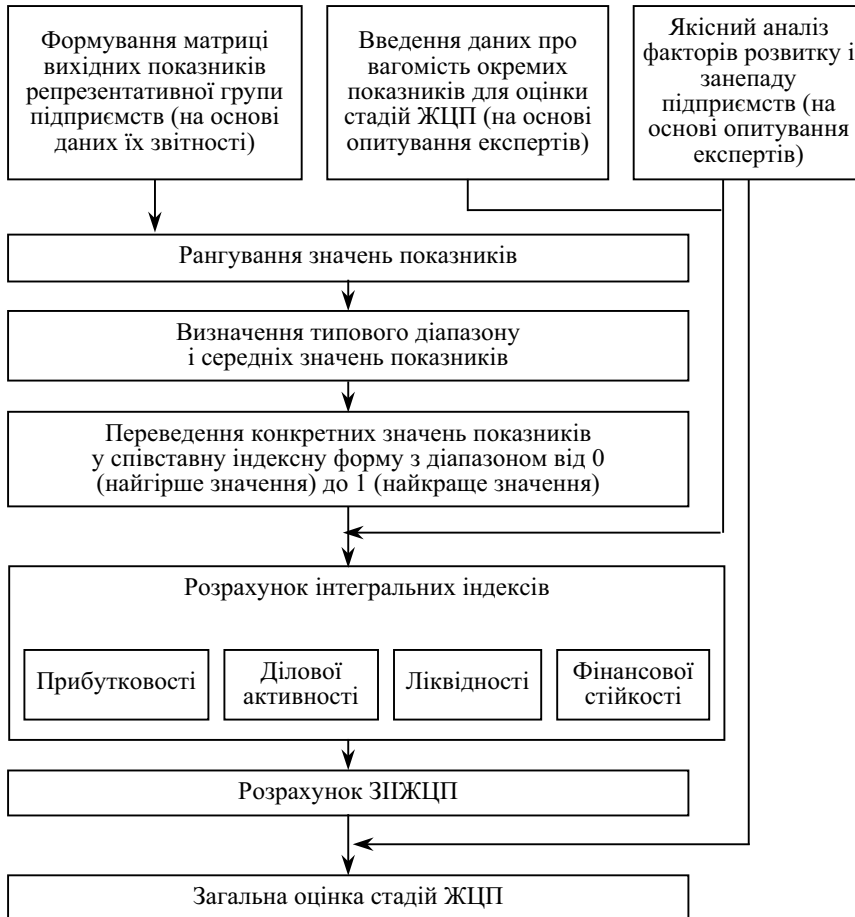 Формування матриці
вихідних показників
репрезентативної групи
підприємств (на основі
даних їх звітності)
Введення даних про
вагомість окремих
показників для оцінки
стадій ЖЦП (на основі
опитування експертів)
Якісний аналіз
факторів розвитку і
занепаду
підприємств (на
основі опитування
експертів)
Рангування значень показників
Визначення типового діапазону
і середніх значень показників
Переведення конкретних значень показників
у співставну індексну форму з діапазоном від 0
(найгірше значення) до 1 (найкраще значення)
Розрахунок інтегральних індексів
Прибутковості
Ділової
активності
Ліквідності
Фінансової
стійкості
Розрахунок ЗІІЖЦП
Загальна оцінка стадій ЖЦП